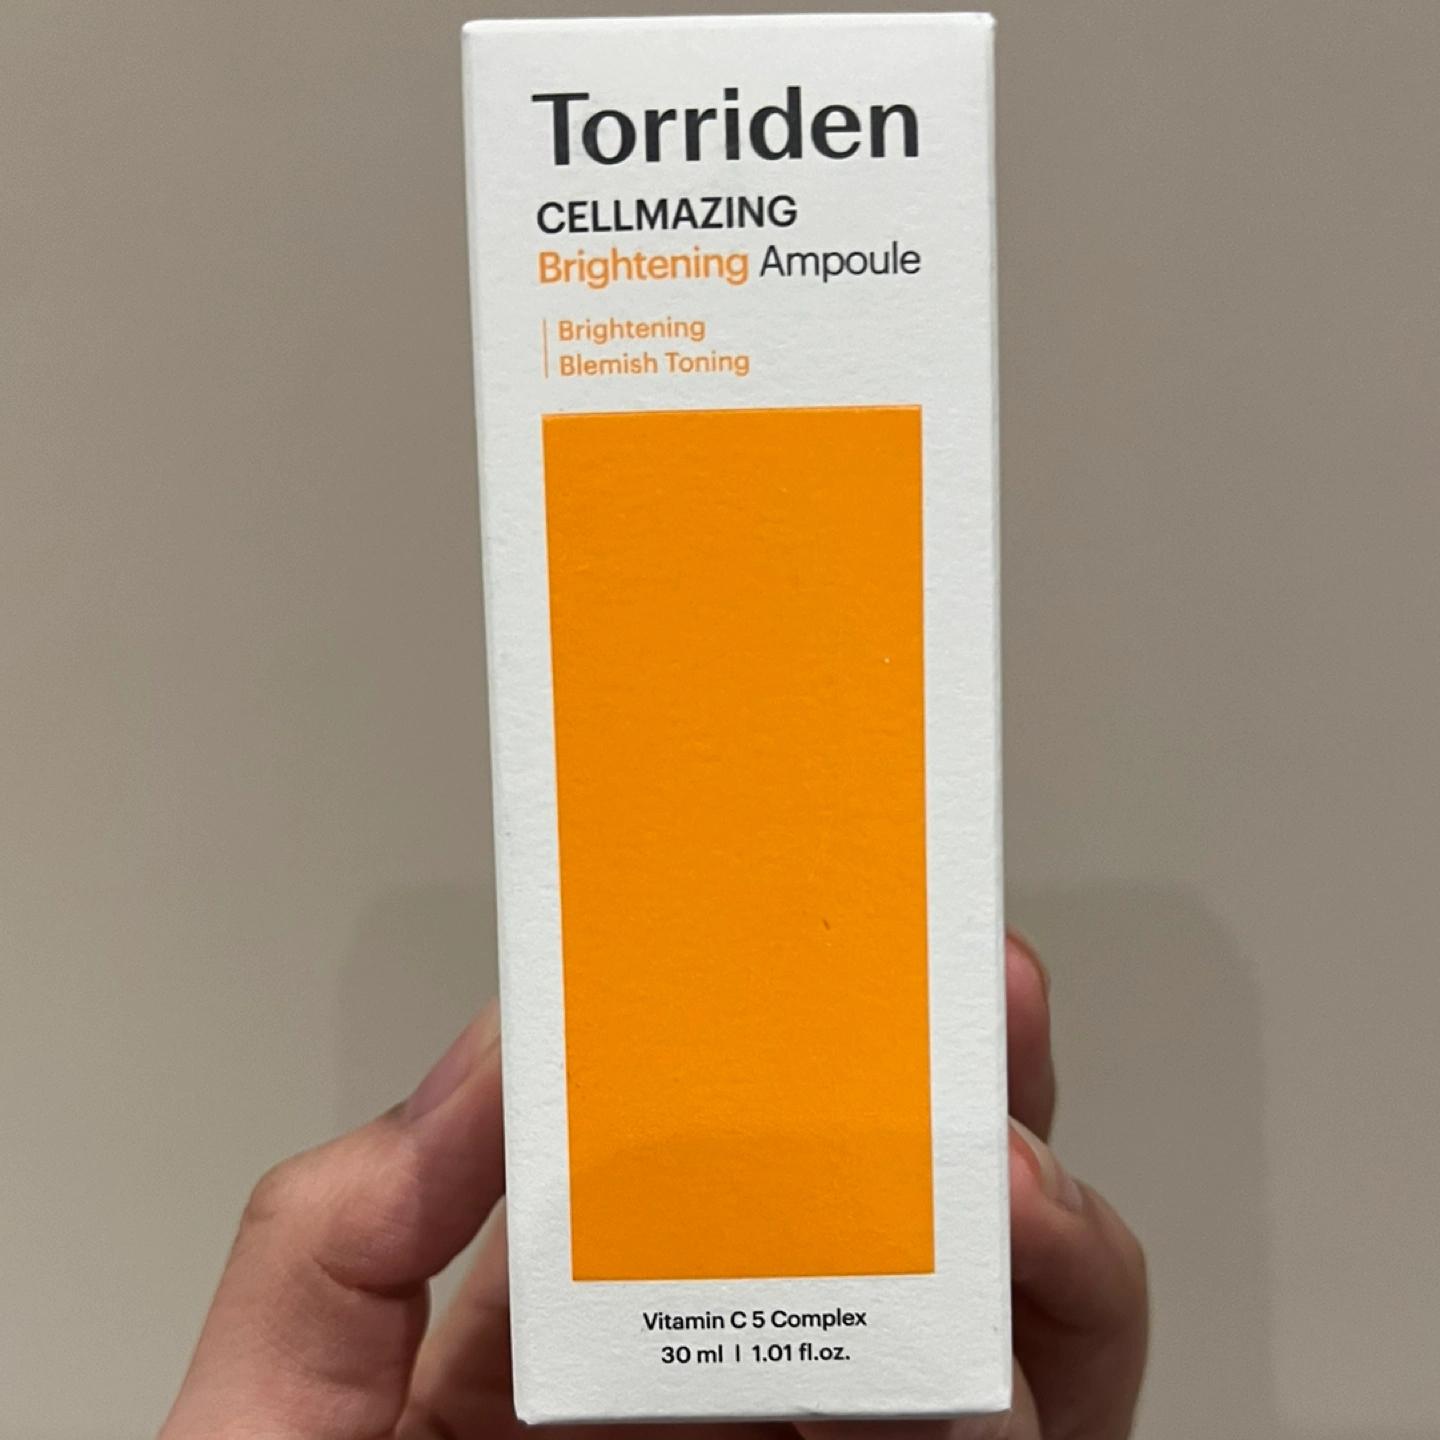 Torriden
CELLMAZING
Brightening Ampoule
Brightening
Blemish Toning
Vitamin C 5 Complex
30 ml | 1.01 fl.oz.